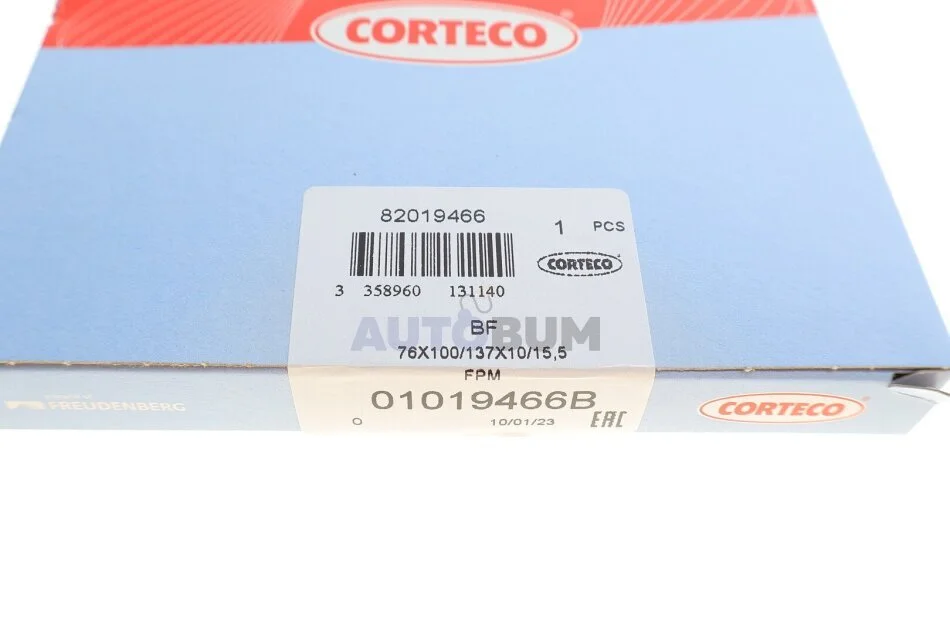 CORTECO
82019466
1 PCS
CORTECO
3 358960 131140
AUTOBUM
BF
76X100/137X10/15,5
FPM
01019466B
0 10/01/23 EAC
FREUDENBERG
CORTECO